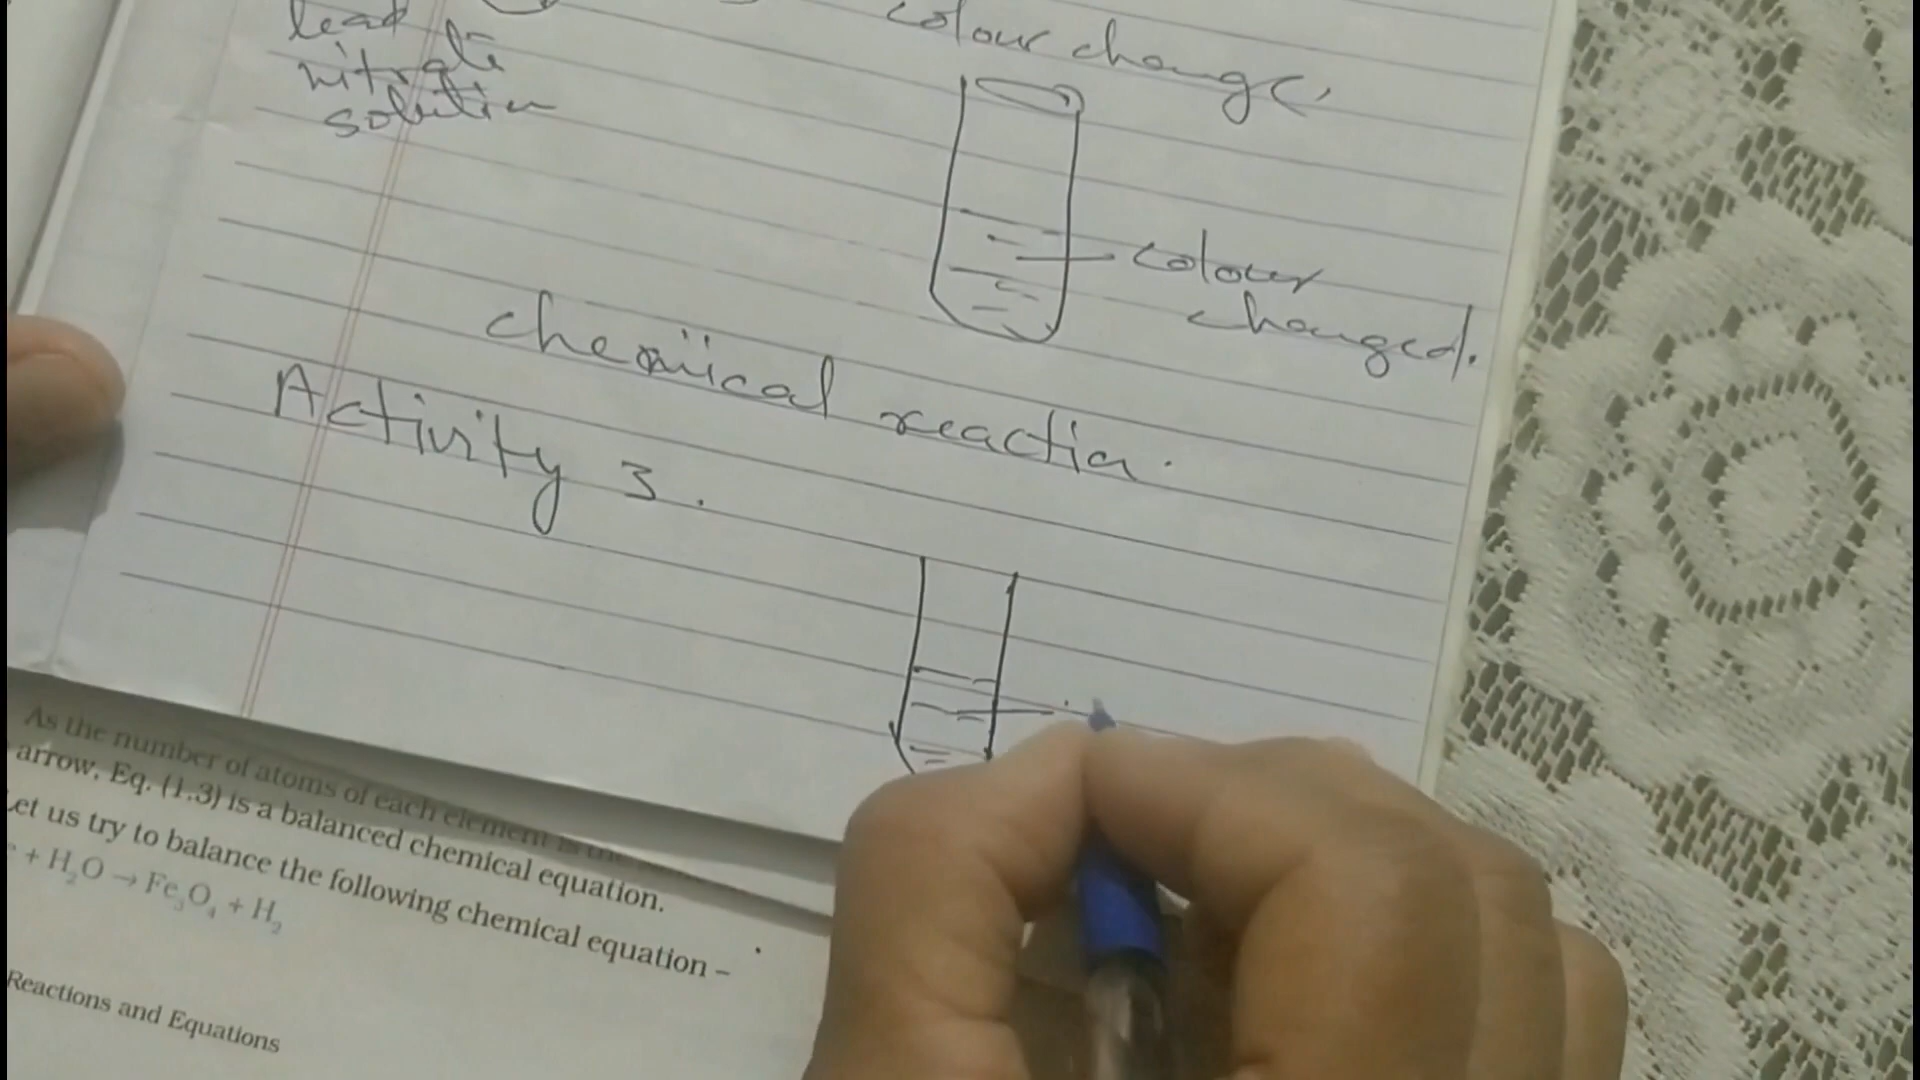 lead
nitrate
solution
colour change.
colour
changed.
chemical reaction.
Activity 3.
As the number of atoms of each element is the
arrow, Eq. (1.3) is a balanced chemical equation.
Let us try to balance the following chemical equation –
+ H₂O → Fe₃O₄ + H₂
Reactions and Equations